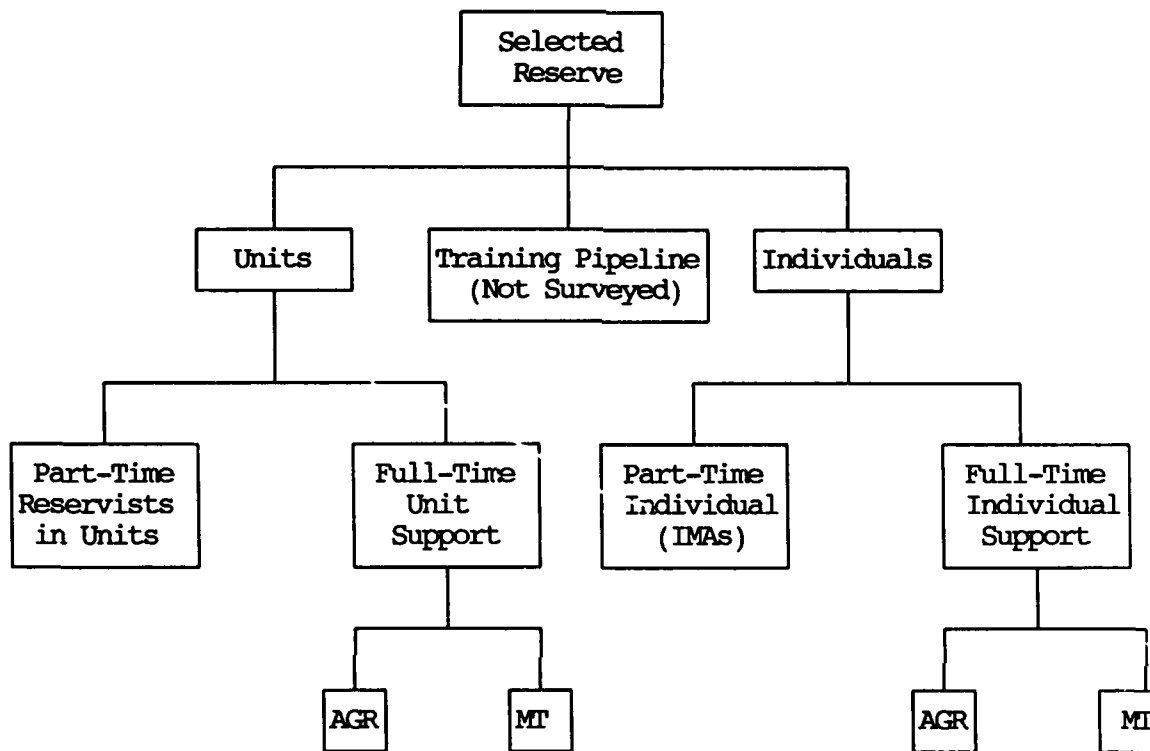 Selected
Reserve
Units
Training Pipeline
(Not Surveyed)
Individuals
Part-Time
Reservists
in Units
Full-Time
Unit
Support
Part-Time
Individual
(IMAs)
Full-Time
Individual
Support
AGR
MT
AGR
MT